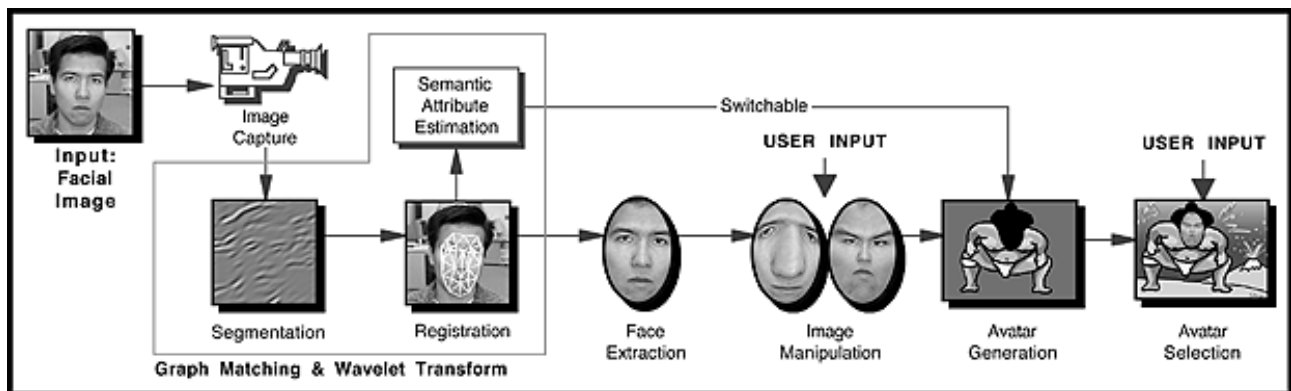 Input:
Facial
Image
Image
Capture
Semantic
Attribute
Estimation
Switchable
USER INPUT
USER INPUT
Segmentation
Registration
Face
Extraction
Image
Manipulation
Avatar
Generation
Avatar
Selection
Graph Matching & Wavelet Transform